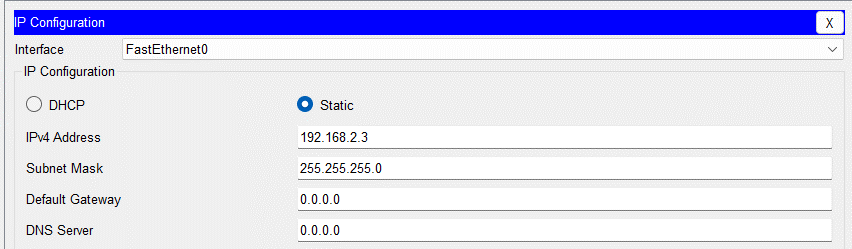 IP Configuration X
Interface FastEthernet0
IP Configuration
DHCP Static
IPv4 Address 192.168.2.3
Subnet Mask 255.255.255.0
Default Gateway 0.0.0.0
DNS Server 0.0.0.0